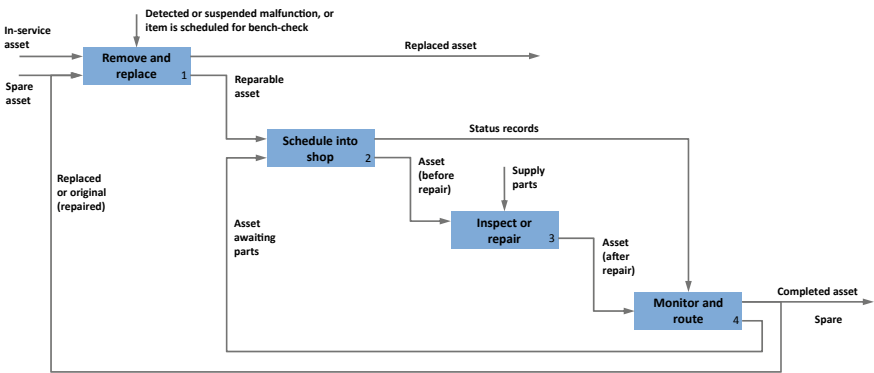 Detected or suspended malfunction, or
item is scheduled for bench-check
In-service
asset
Spare
asset
Remove and
replace
1
Replaced asset
Reparable
asset
Schedule into
shop
2
Status records
Replaced
or original
(repaired)
Asset
(before
repair)
Supply
parts
Asset
awaiting
parts
Inspect or
repair
3
Asset
(after
repair)
Monitor and
route
4
Completed asset
Spare